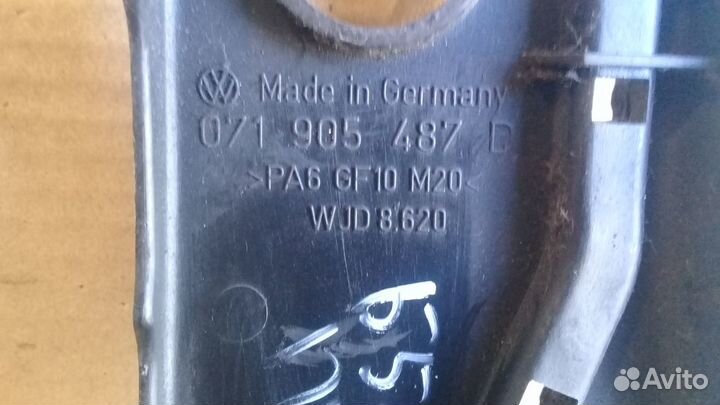 Made in Germany
071 905 487 D
>PA6 GF10 M20<
WJD 8.620
Avito